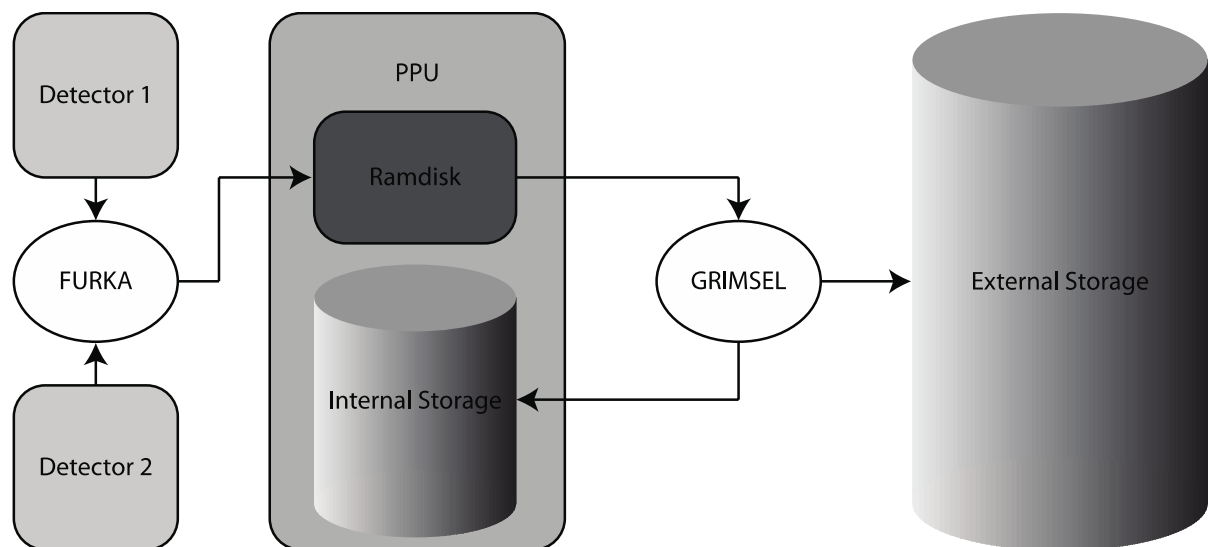 Detector 1
PPU
Ramdisk
FURKA
GRIMSEL
External Storage
Internal Storage
Detector 2